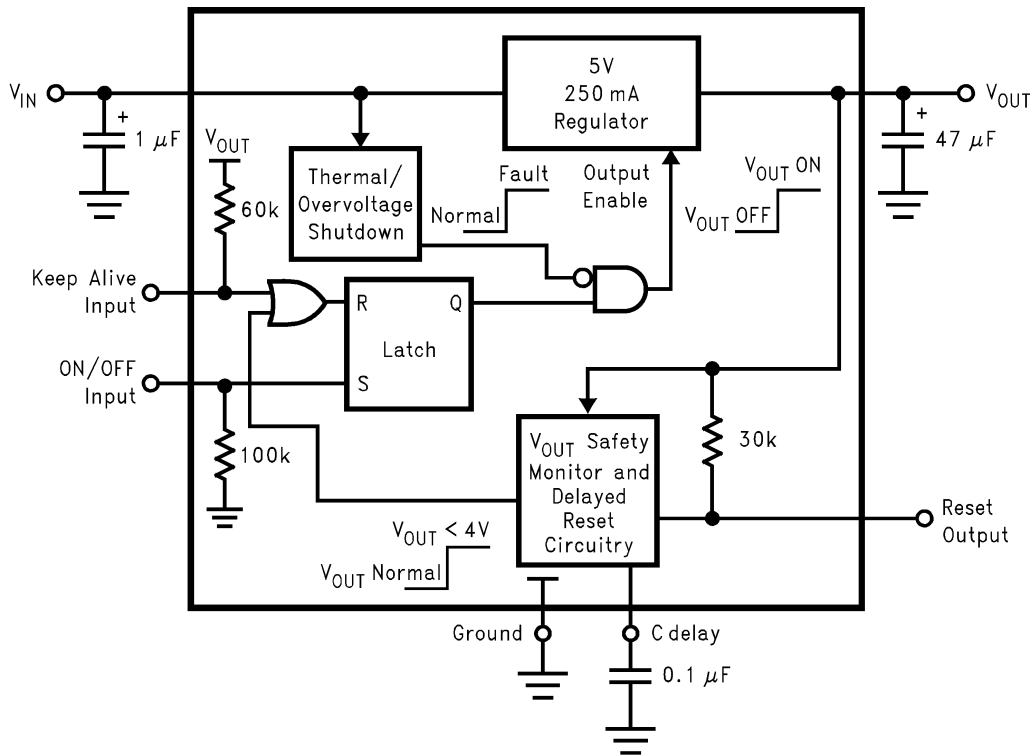 5V
250 mA
Regulator
VIN
VOUT
+
1 μF
+
47 μF
VOUT
60k
Thermal/
Overvoltage
Shutdown
Fault
Normal
Output
Enable
VOUT ON
VOUT OFF
Keep Alive
Input
R
Q
Latch
S
ON/OFF
Input
100k
VOUT Safety
Monitor and
Delayed
Reset
Circuitry
30k
Reset
Output
VOUT < 4V
VOUT Normal
Ground
C delay
0.1 μF